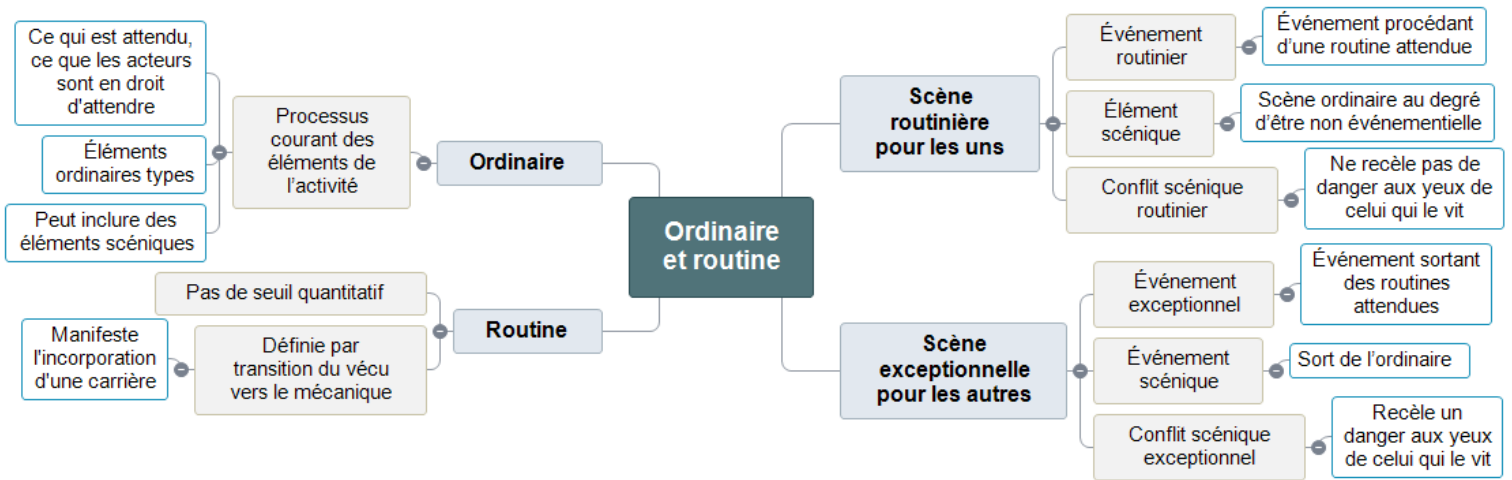 Ordinaire
et routine
Ordinaire
Processus
courant des
éléments de
l’activité
Ce qui est attendu,
ce que les acteurs
sont en droit
d'attendre
Éléments
ordinaires types
Peut inclure des
éléments scéniques
Routine
Pas de seuil quantitatif
Définie par
transition du vécu
vers le mécanique
Manifeste
l'incorporation
d'une carrière
Scène
routinière
pour les uns
Événement
routinier
Événement procédant
d’une routine attendue
Élément
scénique
Scène ordinaire au degré
d’être non événementielle
Conflit scénique
routinier
Ne recèle pas de
danger aux yeux de
celui qui le vit
Scène
exceptionnelle
pour les autres
Événement
exceptionnel
Événement sortant
des routines
attendues
Événement
scénique
Sort de l’ordinaire
Conflit scénique
exceptionnel
Recèle un
danger aux yeux
de celui qui le vit